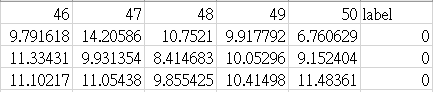 46 47 48 49 50 label
9.791618 14.20586 10.7521 9.917792 6.760629 0
11.33431 9.931354 8.414683 10.05296 9.152404 0
11.10217 11.05438 9.855425 10.41498 11.48361 0